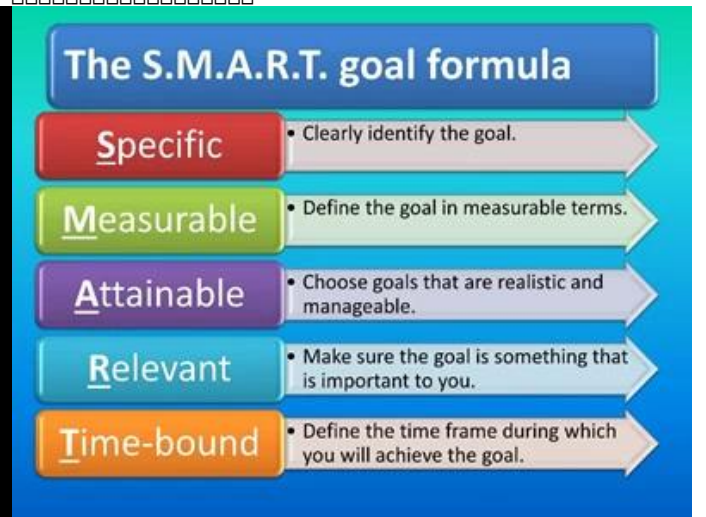 The S.M.A.R.T. goal formula
Specific
• Clearly identify the goal.
Measurable
• Define the goal in measurable terms.
Attainable
• Choose goals that are realistic and
manageable.
Relevant
• Make sure the goal is something that
is important to you.
Time-bound
• Define the time frame during which
you will achieve the goal.